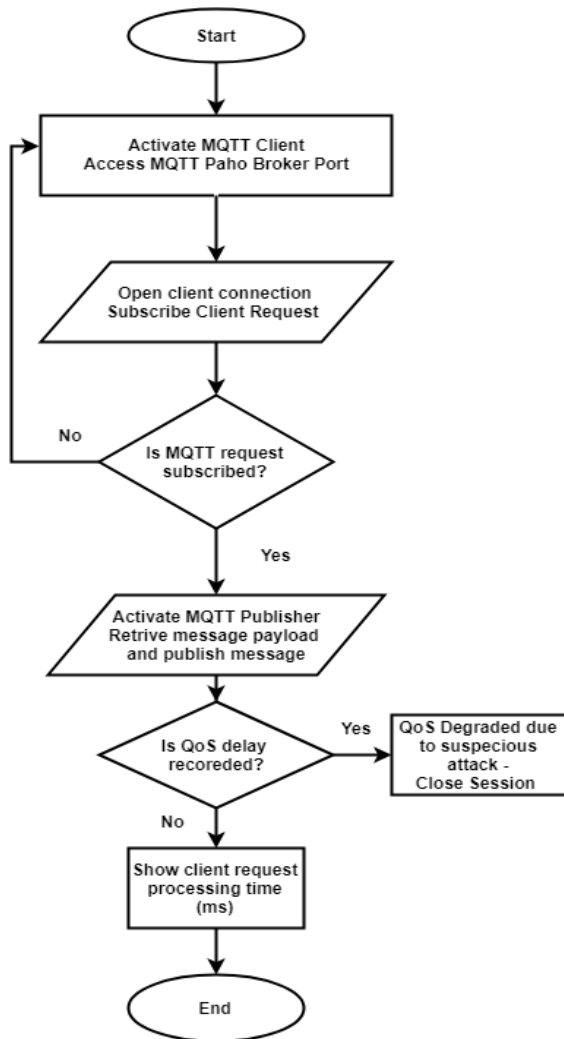 Start
Activate MQTT Client
Access MQTT Paho Broker Port
Open client connection
Subscribe Client Request
No
Is MQTT request
subscribed?
Yes
Activate MQTT Publisher
Retrive message payload
and publish message
Is QoS delay
recoreded?
Yes
QoS Degraded due
to suspecious
attack -
Close Session
No
Show client request
processing time
(ms)
End